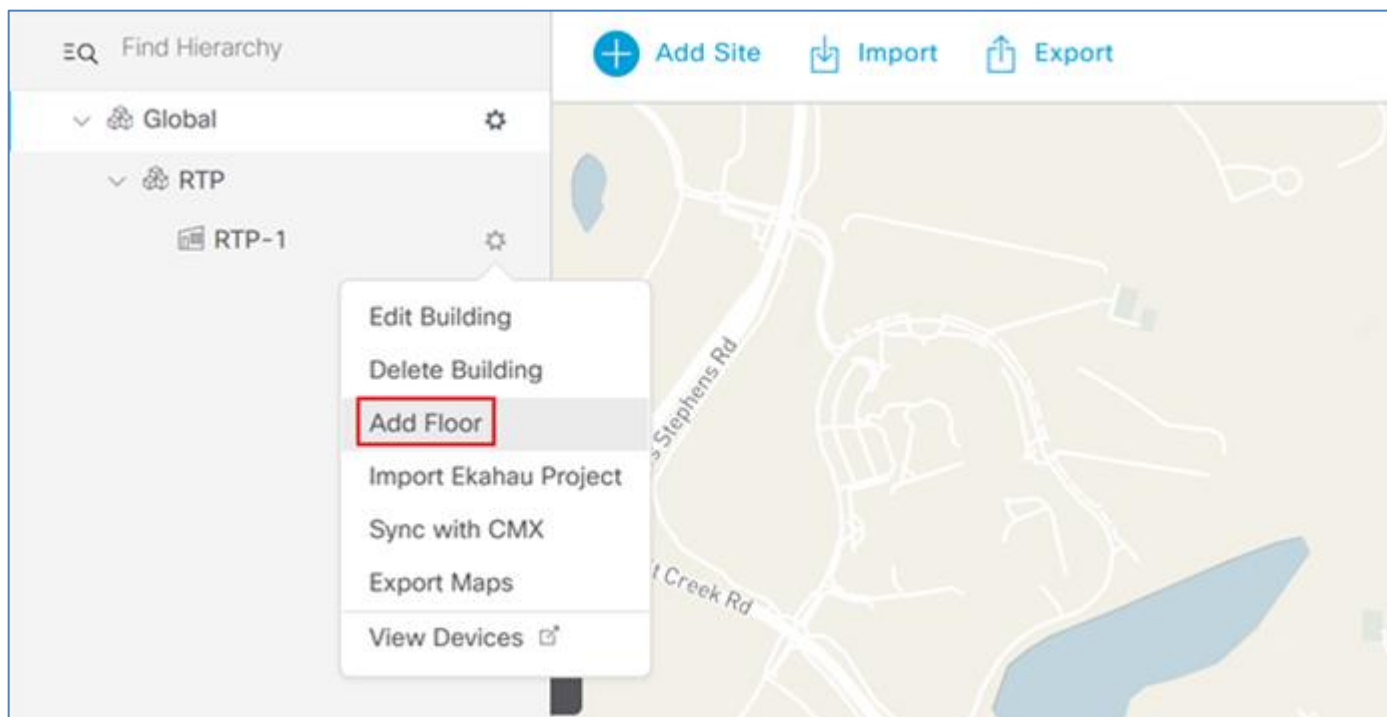 Find Hierarchy
Add Site
Import
Export
Global
RTP
RTP-1
Edit Building
Delete Building
Add Floor
Import Ekahau Project
Sync with CMX
Export Maps
View Devices
Stephens Rd
Creek Rd